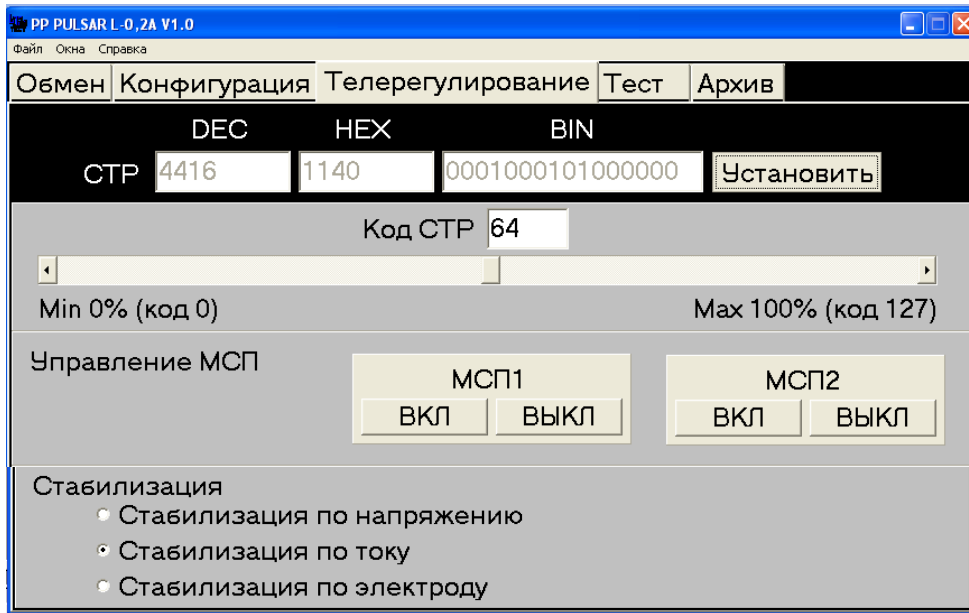 PP PULSAR L-0,2A V1.0
Файл Окна Справка
Обмен Конфигурация Телерегулирование Тест Архив
DEC HEX BIN
СТР 4416 1140 0001000101000000 Установить
Код СТР 64
Min 0% (код 0) Max 100% (код 127)
Управление МСП
МСП1 МСП2
ВКЛ ВЫКЛ ВКЛ ВЫКЛ
Стабилизация
Стабилизация по напряжению
Стабилизация по току
Стабилизация по электроду